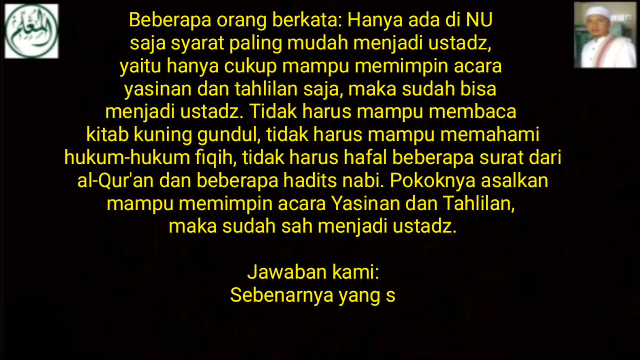 Beberapa orang berkata: Hanya ada di NU
saja syarat paling mudah menjadi ustadz,
yaitu hanya cukup mampu memimpin acara
yasinan dan tahlilan saja, maka sudah bisa
menjadi ustadz. Tidak harus mampu membaca
kitab kuning gundul, tidak harus mampu memahami
hukum-hukum fiqih, tidak harus hafal beberapa surat dari
al-Qur'an dan beberapa hadits nabi. Pokoknya asalkan
mampu memimpin acara Yasinan dan Tahlilan,
maka sudah sah menjadi ustadz.
Jawaban kami:
Sebenarnya yang s